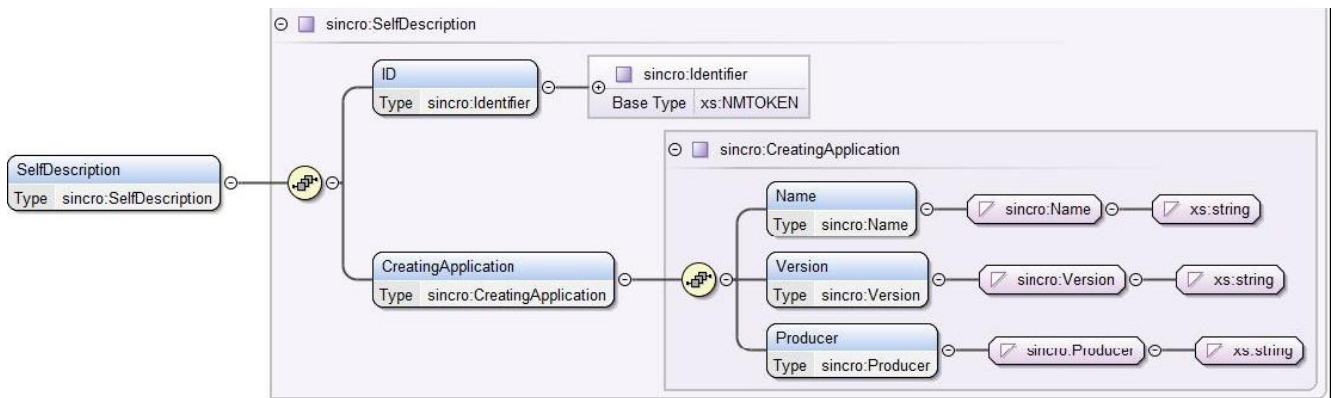 sincro:SelfDescription
ID
Type sincro:Identifier
sincro:Identifier
Base Type xs:NMTOKEN
SelfDescription
Type sincro:SelfDescription
sincro:CreatingApplication
Name
Type sincro:Name
sincro:Name
xs:string
CreatingApplication
Type sincro:CreatingApplication
Version
Type sincro:Version
sincro:Version
xs:string
Producer
Type sincro:Producer
sincro:Producer
xs:string